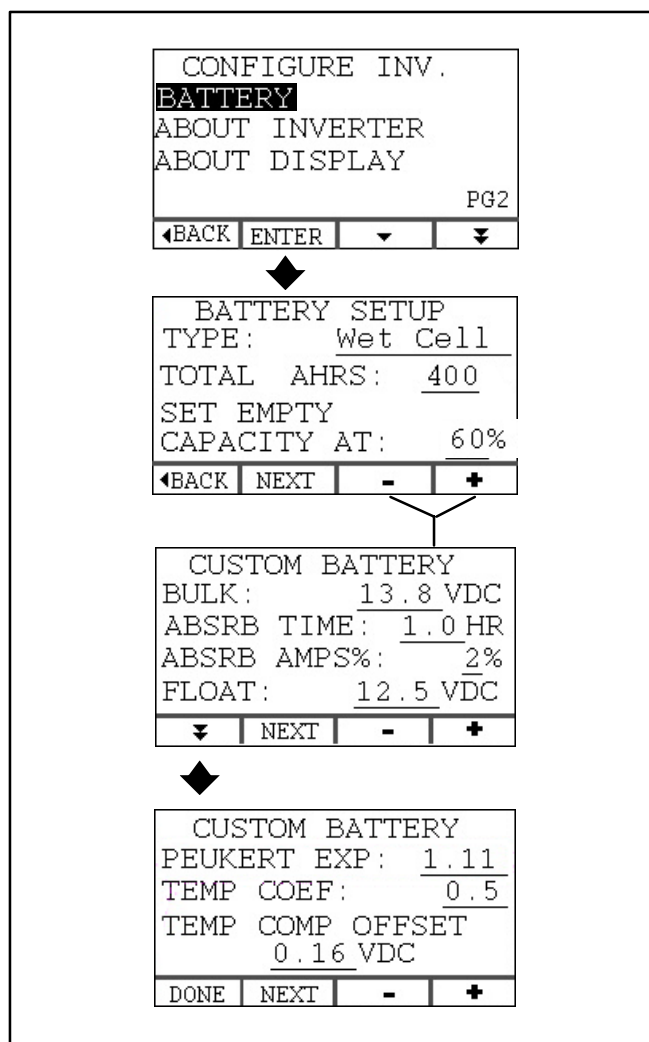 CONFIGURE INV.
BATTERY
ABOUT INVERTER
ABOUT DISPLAY
PG2
BACK ENTER
BATTERY SETUP
TYPE: Wet Cell
TOTAL AHRS: 400
SET EMPTY
CAPACITY AT: 60%
BACK NEXT - +
CUSTOM BATTERY
BULK: 13.8 VDC
ABSRB TIME: 1.0 HR
ABSRB AMPS%: 2%
FLOAT: 12.5 VDC
NEXT - +
CUSTOM BATTERY
PEUKERT EXP: 1.11
TEMP COEF: 0.5
TEMP COMP OFFSET
0.16 VDC
DONE NEXT - +